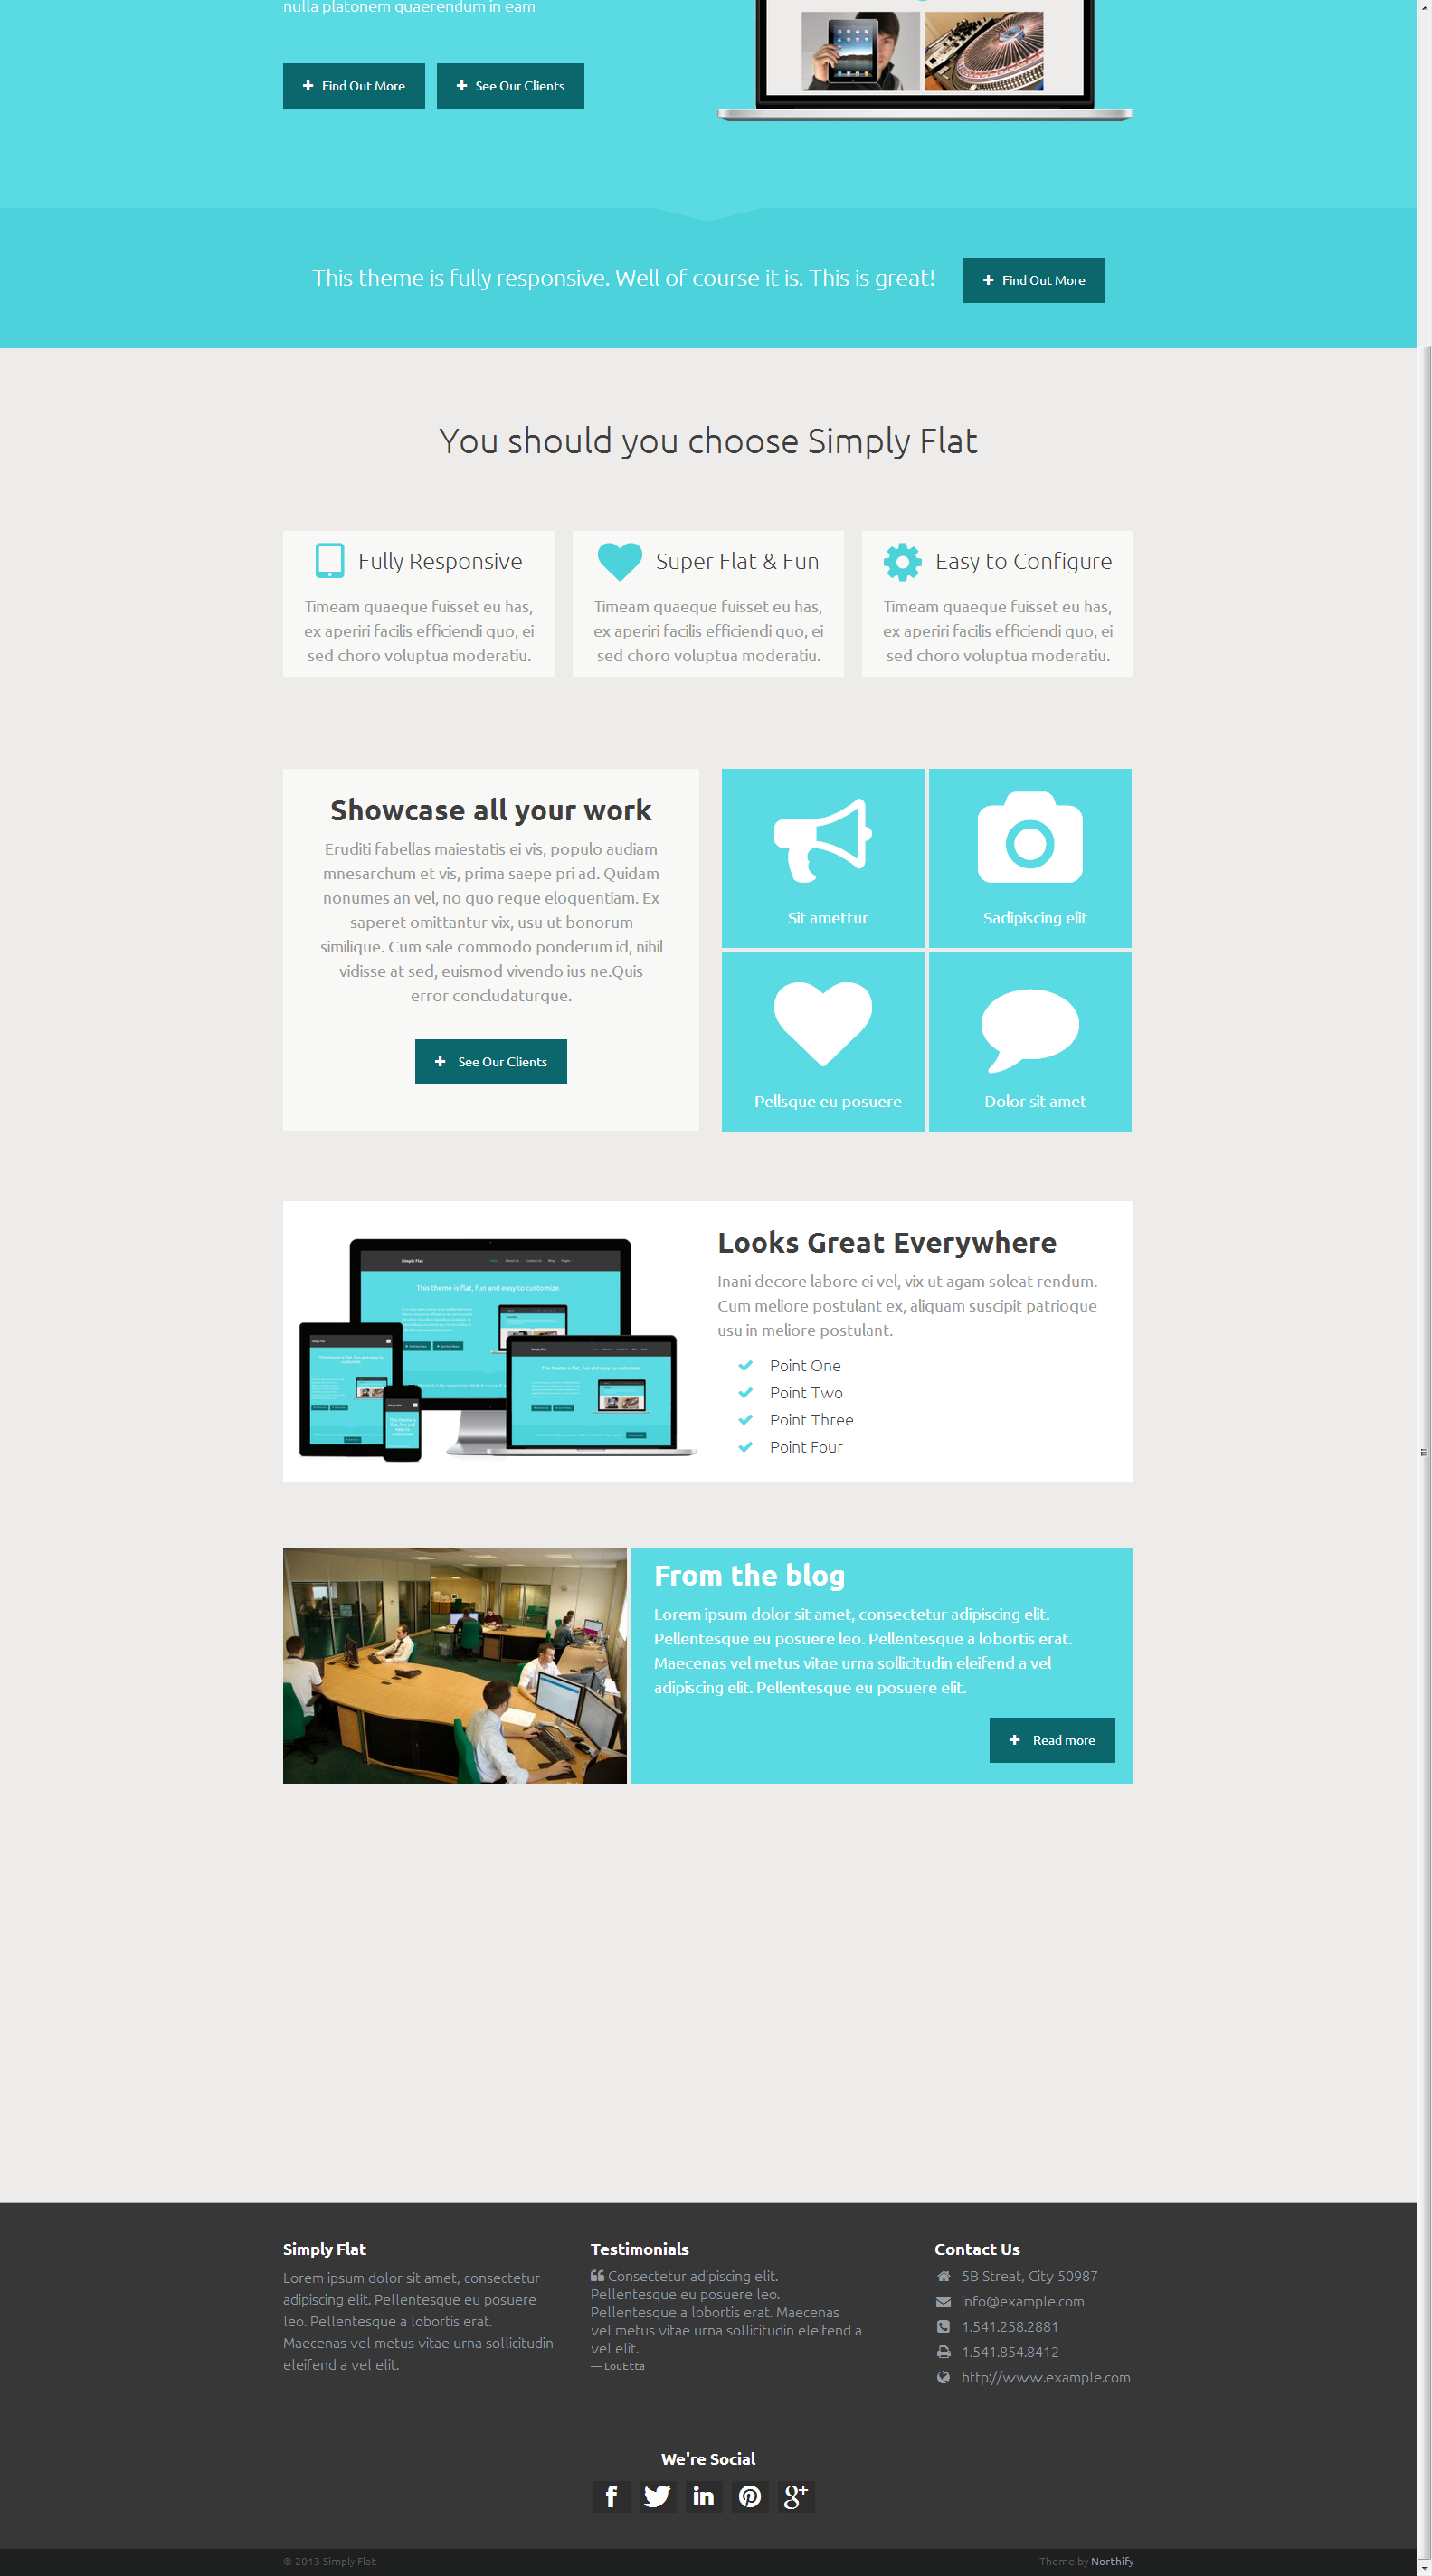 nulla platonem quaerendum in eam
Find Out More
See Our Clients
This theme is fully responsive. Well of course it is. This is great!
Find Out More
You should you choose Simply Flat
Fully Responsive
Timeam quaeque fuisset eu has,
ex aperiri facilis efficiendi quo, ei
sed choro voluptua moderatiu.
Super Flat & Fun
Timeam quaeque fuisset eu has,
ex aperiri facilis efficiendi quo, ei
sed choro voluptua moderatiu.
Easy to Configure
Timeam quaeque fuisset eu has,
ex aperiri facilis efficiendi quo, ei
sed choro voluptua moderatiu.
Showcase all your work
Eruditi fabellas maiestatis ei vis, populo audiam
mnesarchum et vis, prima saepe pri ad. Quidam
nonumes an vel, no quo reque eloquentiam. Ex
saperet omittantur vix, usu ut bonorum
similique. Cum sale commodo ponderum id, nihil
vidisse at sed, euismod vivendo ius ne.Quis
error concludaturque.
See Our Clients
Sit amettur
Sadipiscing elit
Pellsque eu posuere
Dolor sit amet
Simply Flat
This theme is flat, fun and easy to customize.
Looks Great Everywhere
Inani decore labore ei vel, vix ut agam soleat rendum.
Cum meliore postulant ex, aliquam suscipit patrioque
usu in meliore postulant.
Point One
Point Two
Point Three
Point Four
From the blog
Lorem ipsum dolor sit amet, consectetur adipiscing elit.
Pellentesque eu posuere leo. Pellentesque a lobortis erat.
Maecenas vel metus vitae urna sollicitudin eleifend a vel
adipiscing elit. Pellentesque eu posuere elit.
Read more
Simply Flat
Lorem ipsum dolor sit amet, consectetur
adipiscing elit. Pellentesque eu posuere
leo. Pellentesque a lobortis erat.
Maecenas vel metus vitae urna sollicitudin
eleifend a vel elit.
Testimonials
Consectetur adipiscing elit.
Pellentesque eu posuere leo.
Pellentesque a lobortis erat. Maecenas
vel metus vitae urna sollicitudin eleifend a
vel elit.
— LouEtta
Contact Us
5B Streat, City 50987
info@example.com
1.541.258.2881
1.541.854.8412
http://www.example.com
We're Social
© 2013 Simply Flat
Theme by Northify